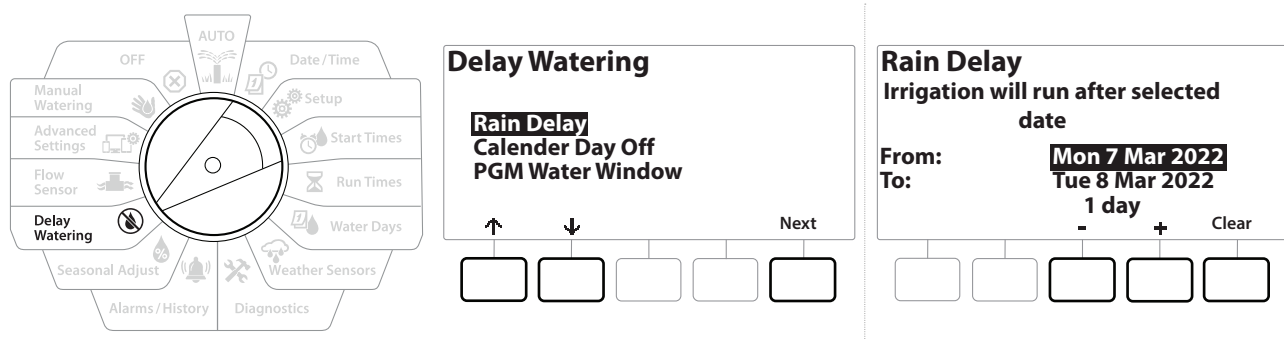 AUTO
OFF
Date/Time
Manual
Watering
Setup
Advanced
Settings
Start Times
Flow
Sensor
Run Times
Delay
Watering
Water Days
Seasonal Adjust
Weather Sensors
Alarms/History
Diagnostics
Delay Watering
Rain Delay
Calender Day Off
PGM Water Window
↑ ↓ Next
Rain Delay
Irrigation will run after selected
date
From: Mon 7 Mar 2022
To: Tue 8 Mar 2022
1 day
- + Clear